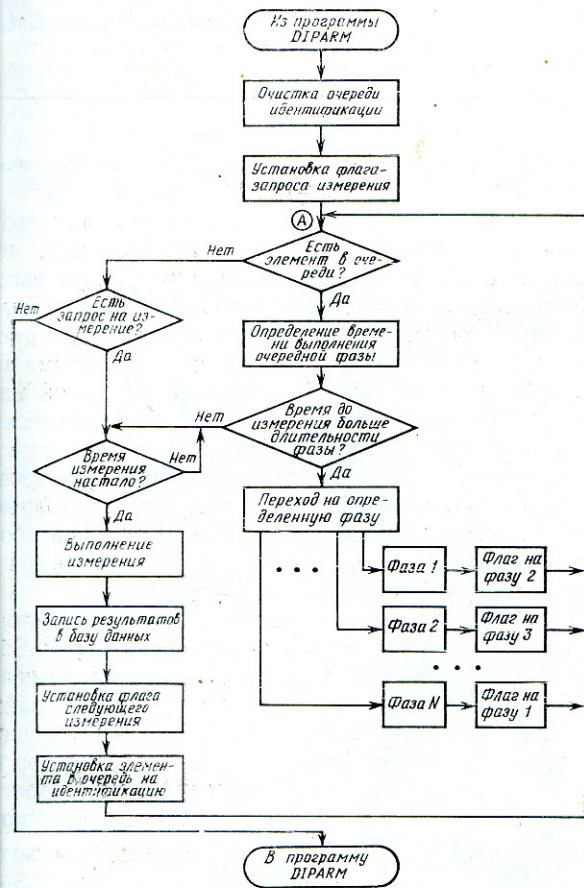 Из программы
DIPARM
Очистка очереди
идентификации
Установка флага-
запроса измерения
А
Есть
элемент в оче-
реди?
Нет
Да
Есть
запрос на из-
мерение?
Нет
Да
Определение време-
ни выполнения
очередной фазы
Время до
измерения больше
длительности
фазы?
Нет
Да
Время
измерения
настало?
Нет
Да
Переход на опре-
деленную фазу
Выполнение
измерения
Фаза 1
Флаг на
фазу 2
Запись результатов
в базу данных
Фаза 2
Флаг на
фазу 3
Установка флага
следующего
измерения
Фаза N
Флаг на
фазу 1
Установка элемен-
та в очередь на
идентификацию
В программу
DIPARM